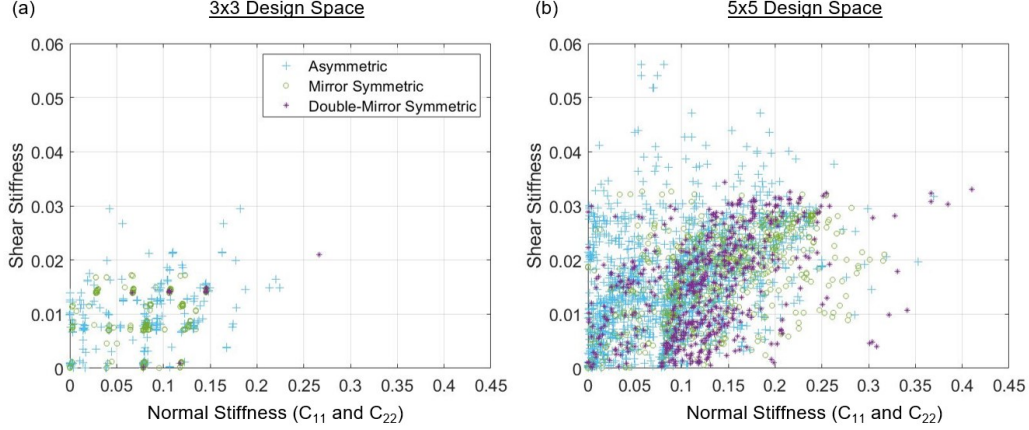 (a) 3x3 Design Space
0.06
0.05
0.04
0.03
0.02
0.01
0
Shear Stiffness
Asymmetric
Mirror Symmetric
Double-Mirror Symmetric
0 0.05 0.1 0.15 0.2 0.25 0.3 0.35 0.4 0.45
Normal Stiffness (C₁₁ and C₂₂)
(b) 5x5 Design Space
0.06
0.05
0.04
0.03
0.02
0.01
0
Shear Stiffness
0 0.05 0.1 0.15 0.2 0.25 0.3 0.35 0.4 0.45
Normal Stiffness (C₁₁ and C₂₂)